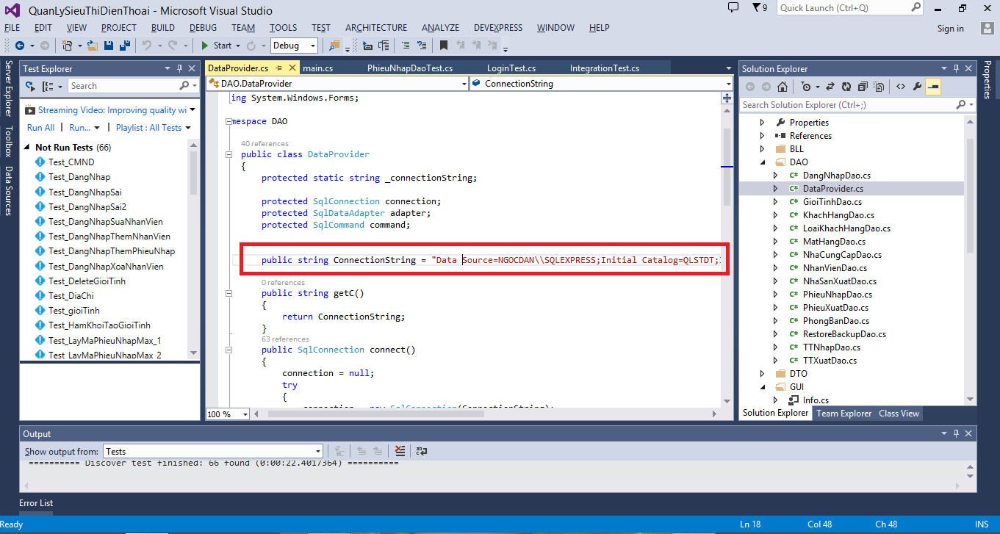 QuanLySieuThiDienThoai - Microsoft Visual Studio
9
Quick Launch (Ctrl+Q)
FILE EDIT VIEW PROJECT BUILD DEBUG TEAM TOOLS TEST ARCHITECTURE ANALYZE DEVEXPRESS WINDOW HELP
Sign in
Start Debug
Server Explorer
Toolbox
Data Sources
Test Explorer
Search
Streaming Video: Improving quality wi
Run All Run... Playlist : All Tests
Not Run Tests (66)
Test_CMND
Test_DangNhap
Test_DangNhapSai
Test_DangNhapSai2
Test_DangNhapSuaNhanVien
Test_DangNhapThemNhanVien
Test_DangNhapThemPhieuNhap
Test_DangNhapXoaNhanVien
Test_DeleteGioiTinh
Test_DiaChi
Test_gioiTinh
Test_HamKhoiTaoGioiTinh
Test_LayMaPhieuNhapMax_1
Test_LayMaPhieuNhapMax_2
DataProvider.cs main.cs PhieuNhapDaoTest.cs LoginTest.cs IntegrationTest.cs
DAO.DataProvider ConnectionString
ing System.Windows.Forms;
mespace DAO
40 references
public class DataProvider
{
protected static string _connectionString;
protected SqlConnection connection;
protected SqlDataAdapter adapter;
protected SqlCommand command;
public string ConnectionString = "Data Source=NGOCDAN\\SQLEXPRESS;Initial Catalog=QLSTDT;
0 references
public string getC()
{
return ConnectionString;
}
63 references
public SqlConnection connect()
{
connection = null;
try
{
connection = new SqlConnection(ConnectionString);
100 %
Solution Explorer
Search Solution Explorer (Ctrl+;)
Properties
References
BLL
DAO
C# DangNhapDao.cs
C# DataProvider.cs
C# GioiTinhDao.cs
C# KhachHangDao.cs
C# LoaiKhachHangDao.cs
C# MatHangDao.cs
C# NhaCungCapDao.cs
C# NhanVienDao.cs
C# NhaSanXuatDao.cs
C# PhieuNhapDao.cs
C# PhieuXuatDao.cs
C# PhongBanDao.cs
C# RestoreBackupDao.cs
C# TTNhapDao.cs
C# TTXuatDao.cs
DTO
GUI
Info.cs
Solution Explorer Team Explorer Class View
Properties
Output
Show output from: Tests
========== Discover test finished: 66 found (0:00:22.4017364) ==========
Error List
Ready Ln 18 Col 48 Ch 48 INS